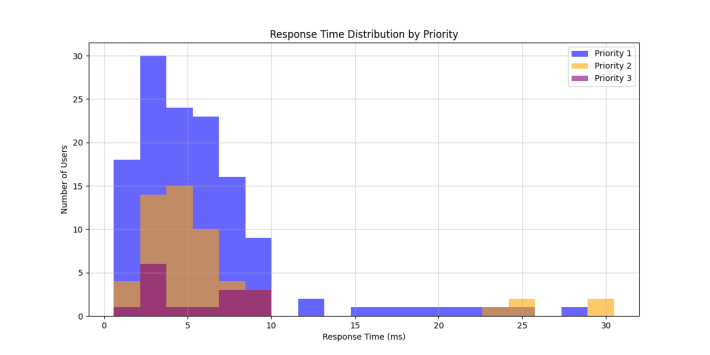 Response Time Distribution by Priority
Priority 1
Priority 2
Priority 3
30
25
20
15
10
5
0
Number of Users
0 5 10 15 20 25 30
Response Time (ms)